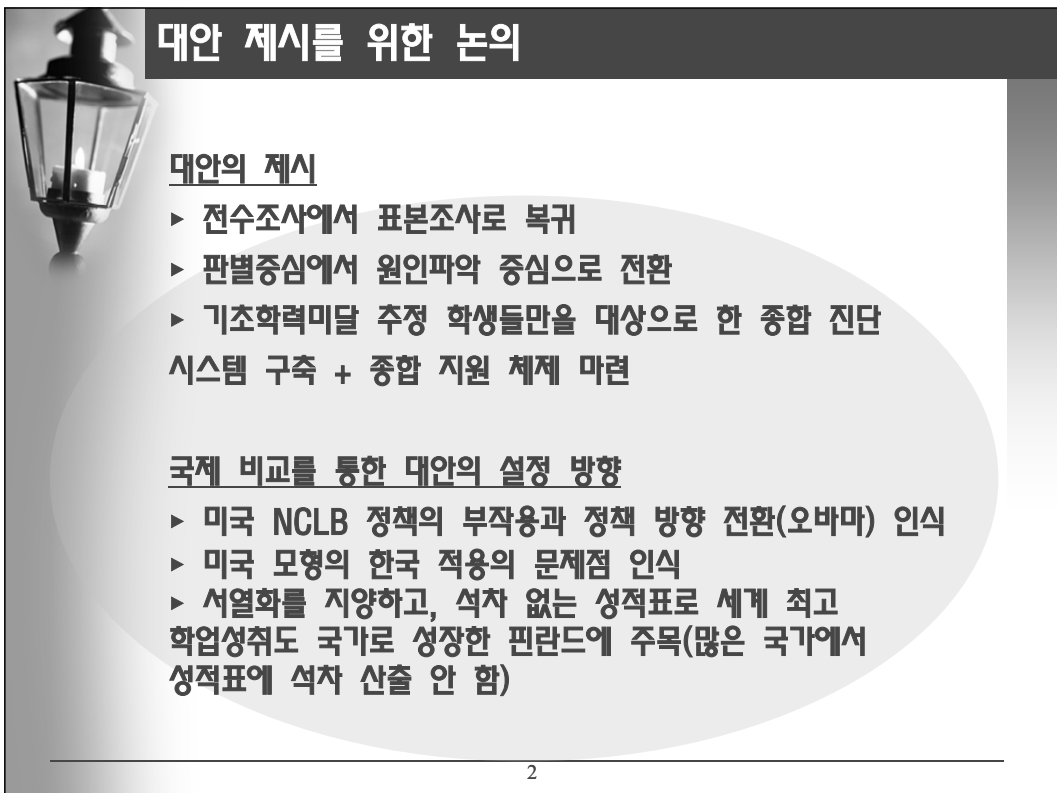 대안 제시를 위한 논의
대안의 제시
▸ 전수조사에서 표본조사로 복귀
▸ 판별중심에서 원인파악 중심으로 전환
▸ 기초학력미달 추정 학생들만을 대상으로 한 종합 진단
시스템 구축 + 종합 지원 체제 마련
국제 비교를 통한 대안의 설정 방향
▸ 미국 NCLB 정책의 부작용과 정책 방향 전환(오바마) 인식
▸ 미국 모형의 한국 적용의 문제점 인식
▸ 서열화를 지양하고, 석차 없는 성적표로 세계 최고
학업성취도 국가로 성장한 핀란드에 주목(많은 국가에서
성적표에 석차 산출 안 함)
2